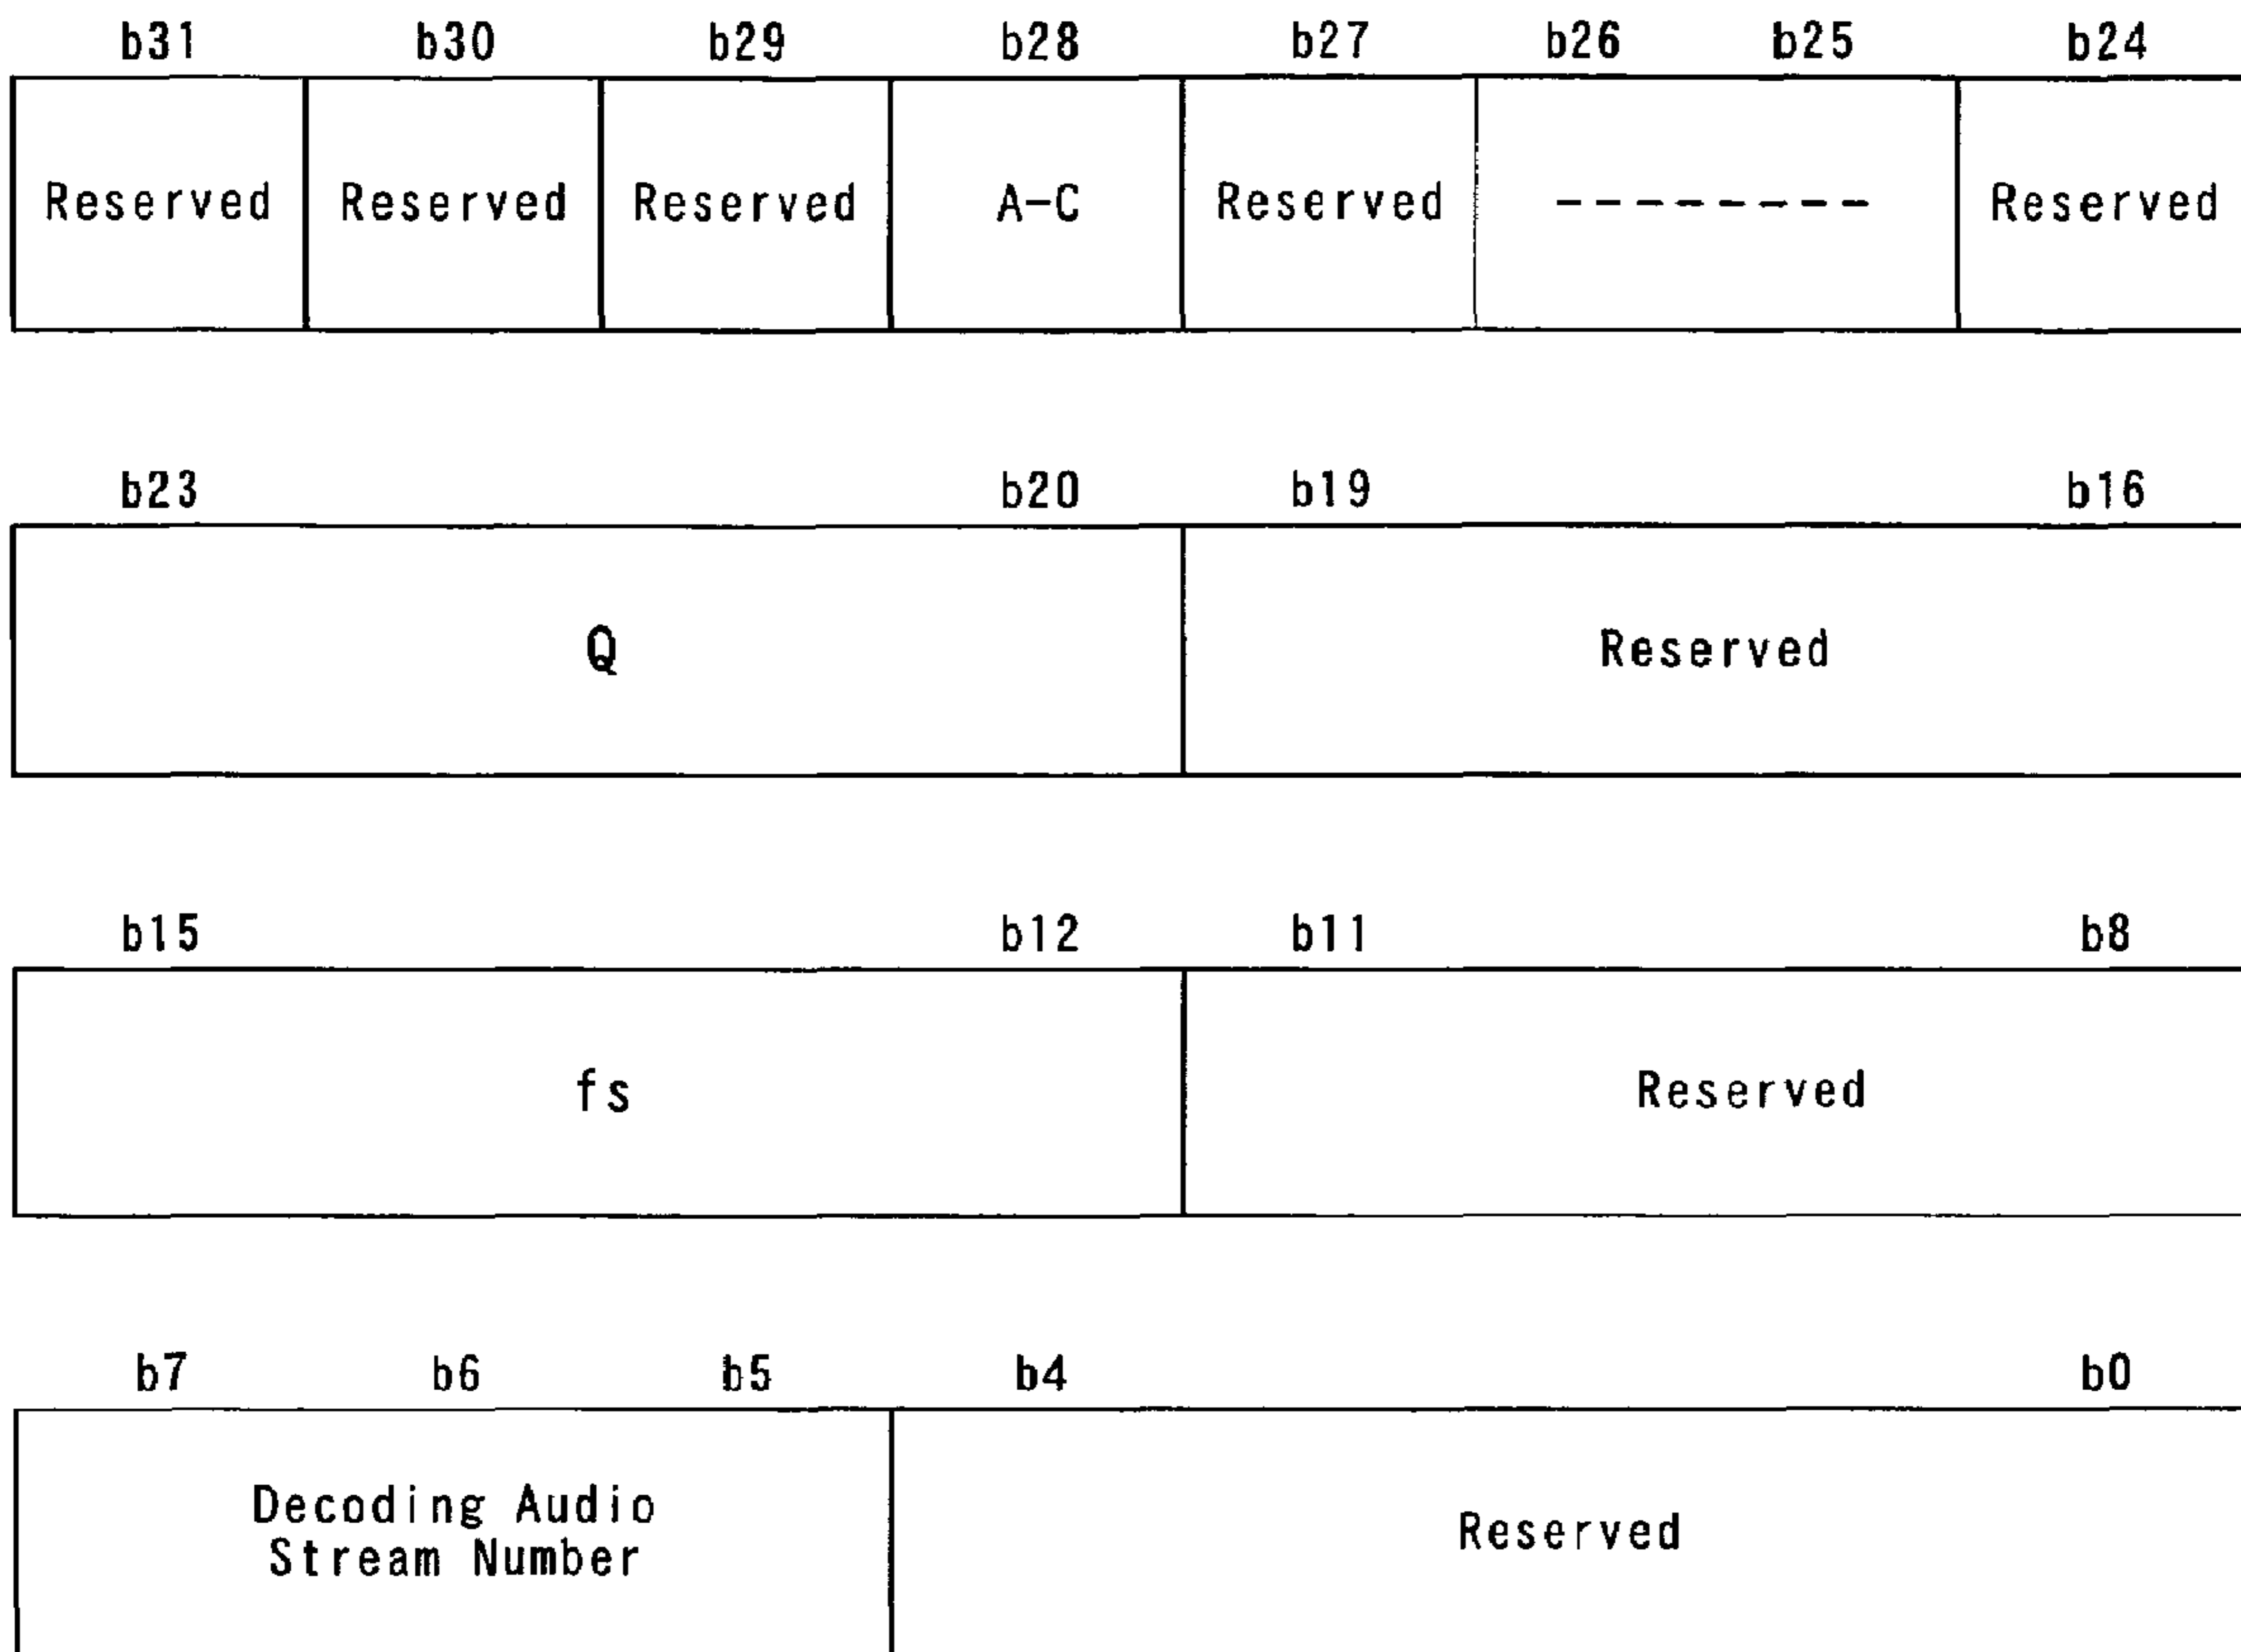 b31 b30 b29 b28 b27 b26 b25 b24
Reserved Reserved Reserved A-C Reserved -------- Reserved
b23 b20 b19 b16
Q Reserved
b15 b12 b11 b8
fs Reserved
b7 b6 b5 b4 b0
Decoding Audio
Stream Number
Reserved